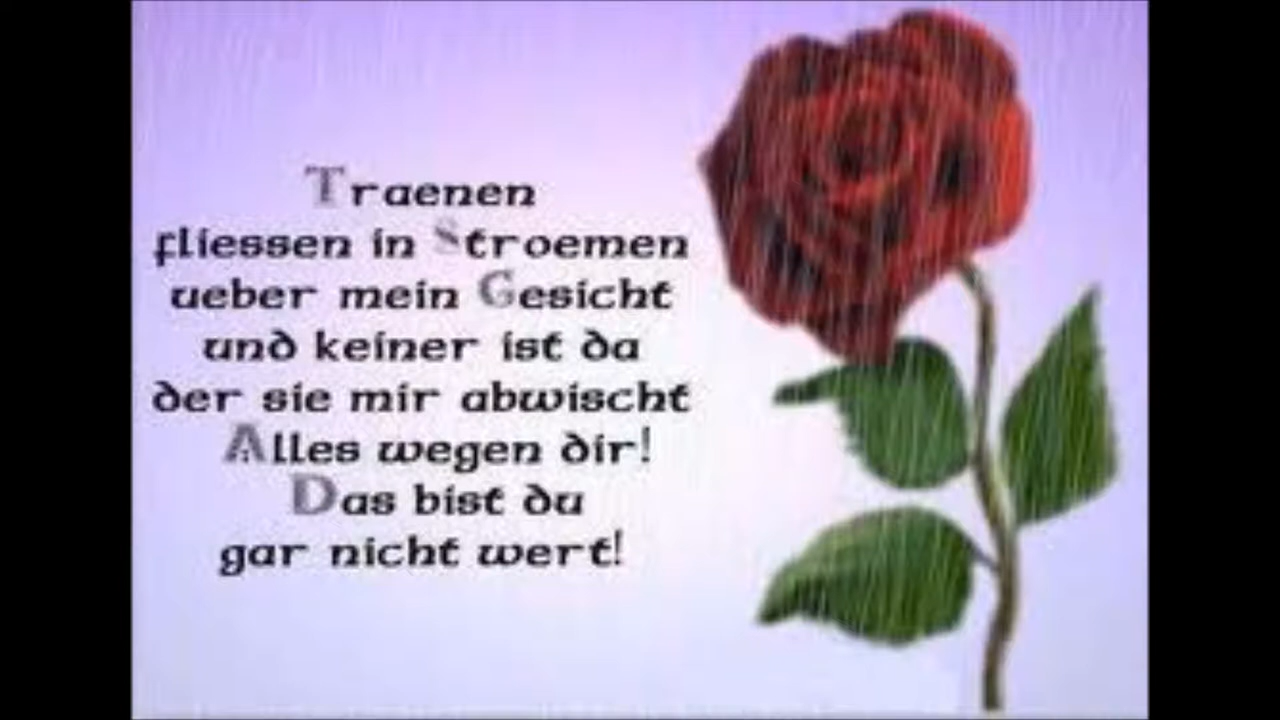 Traenen
fliessen in Stroemen
ueber mein Gesicht
und keiner ist da
der sie mir abwischt
Alles wegen dir!
Das bist du
gar nicht wert!